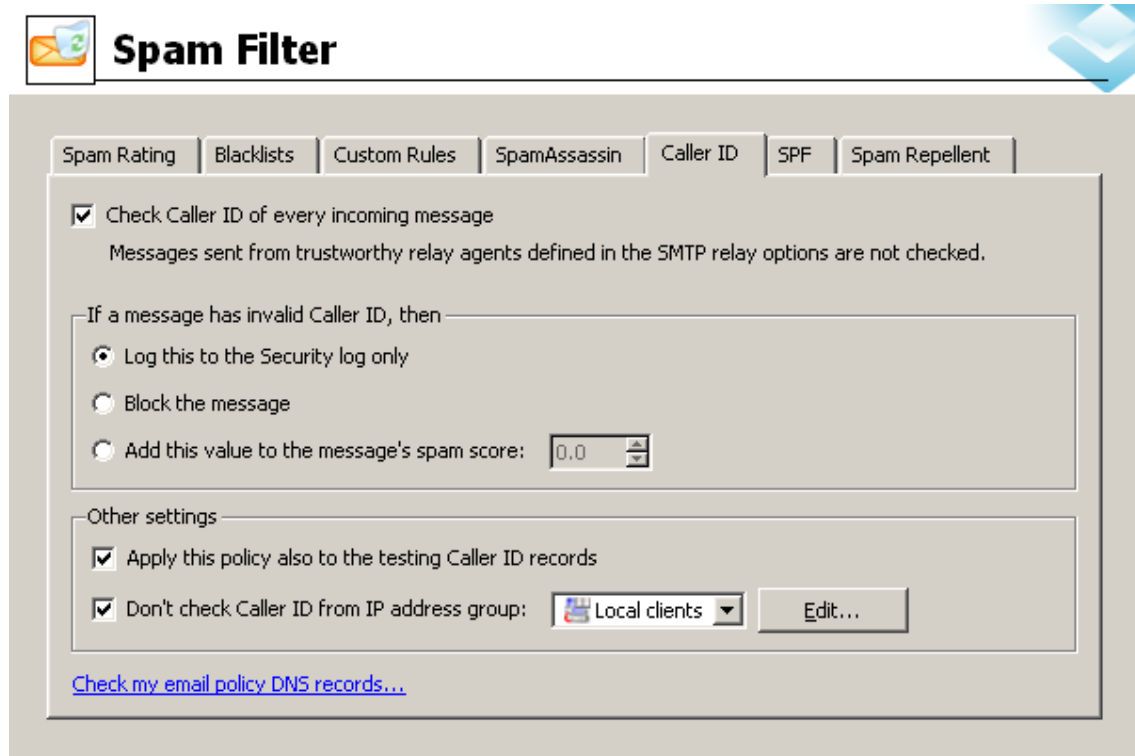 Spam Filter
Spam Rating Blacklists Custom Rules SpamAssassin Caller ID SPF Spam Repellent
Check Caller ID of every incoming message
Messages sent from trustworthy relay agents defined in the SMTP relay options are not checked.
If a message has invalid Caller ID, then
Log this to the Security log only
Block the message
Add this value to the message's spam score: 0.0
Other settings
Apply this policy also to the testing Caller ID records
Don't check Caller ID from IP address group: Local clients Edit...
Check my email policy DNS records...